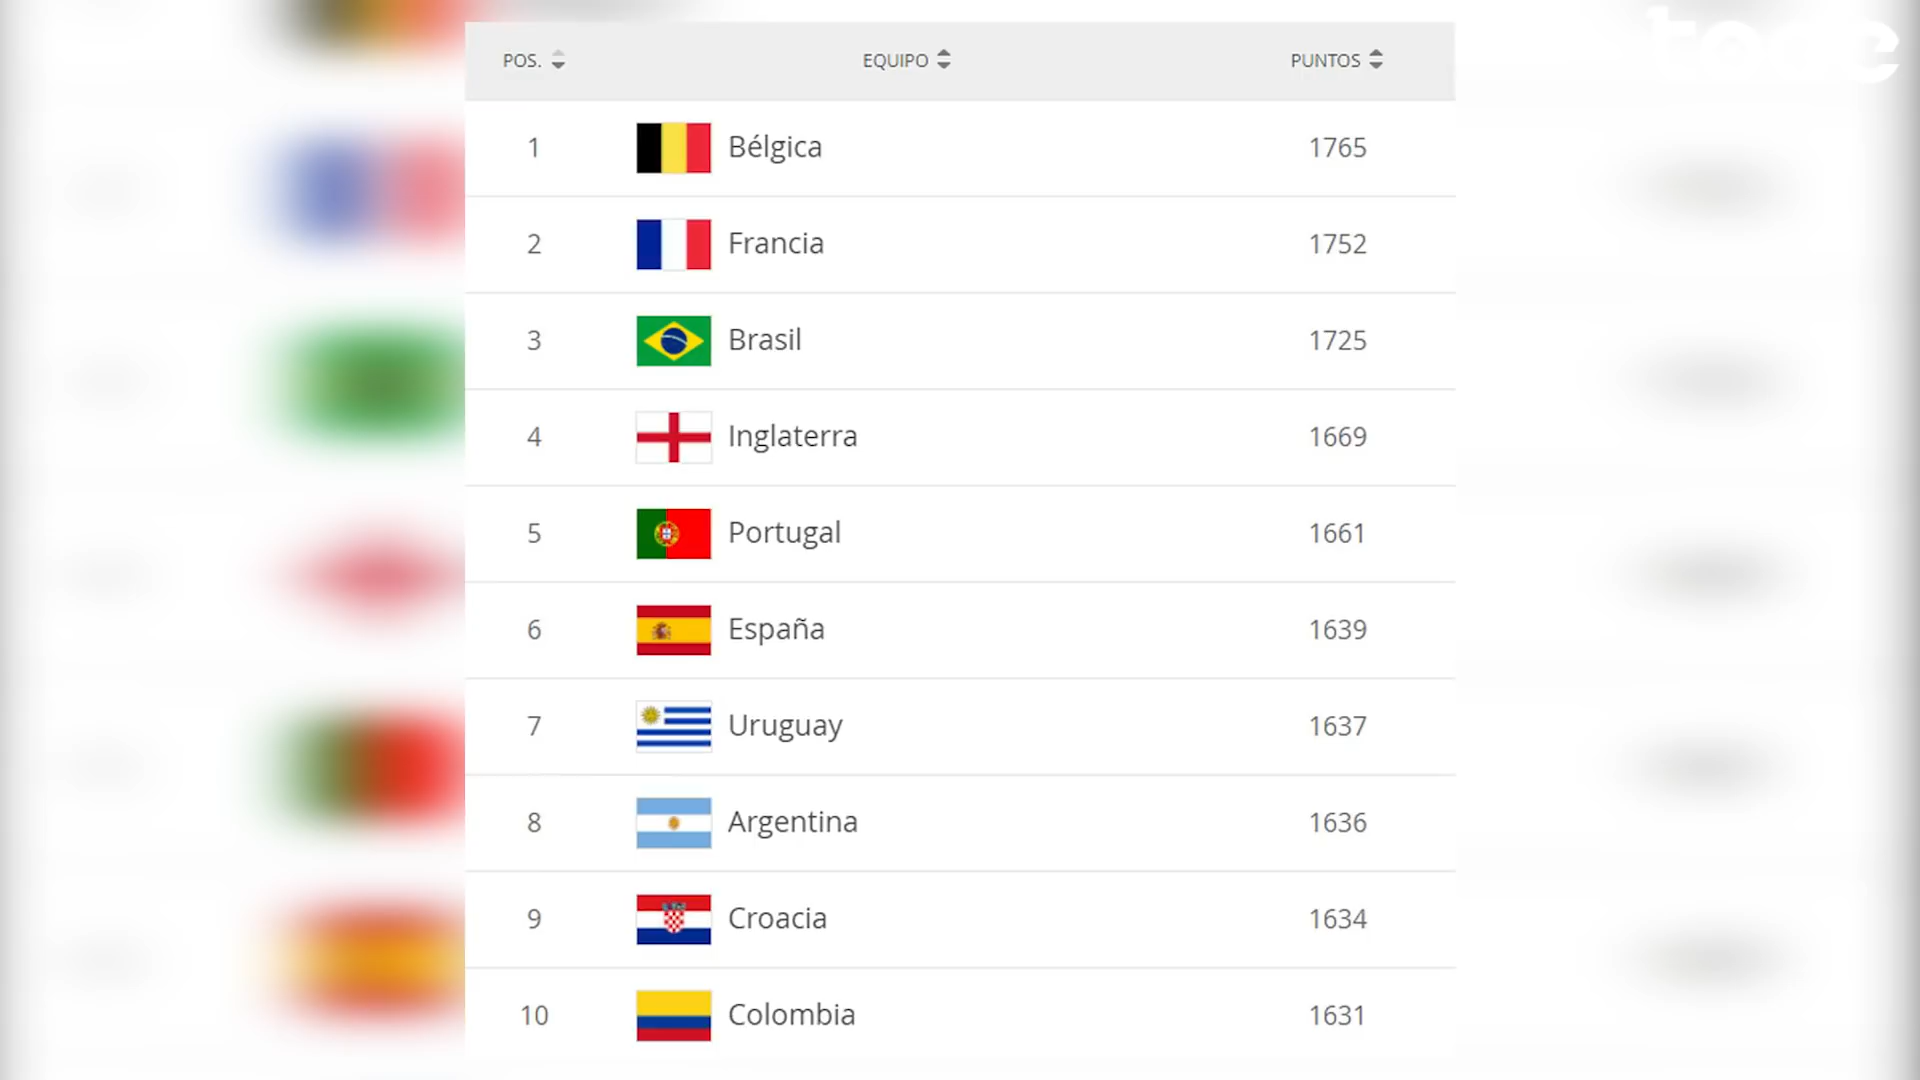 POS. EQUIPO PUNTOS
1 Bélgica 1765
2 Francia 1752
3 Brasil 1725
4 Inglaterra 1669
5 Portugal 1661
6 España 1639
7 Uruguay 1637
8 Argentina 1636
9 Croacia 1634
10 Colombia 1631